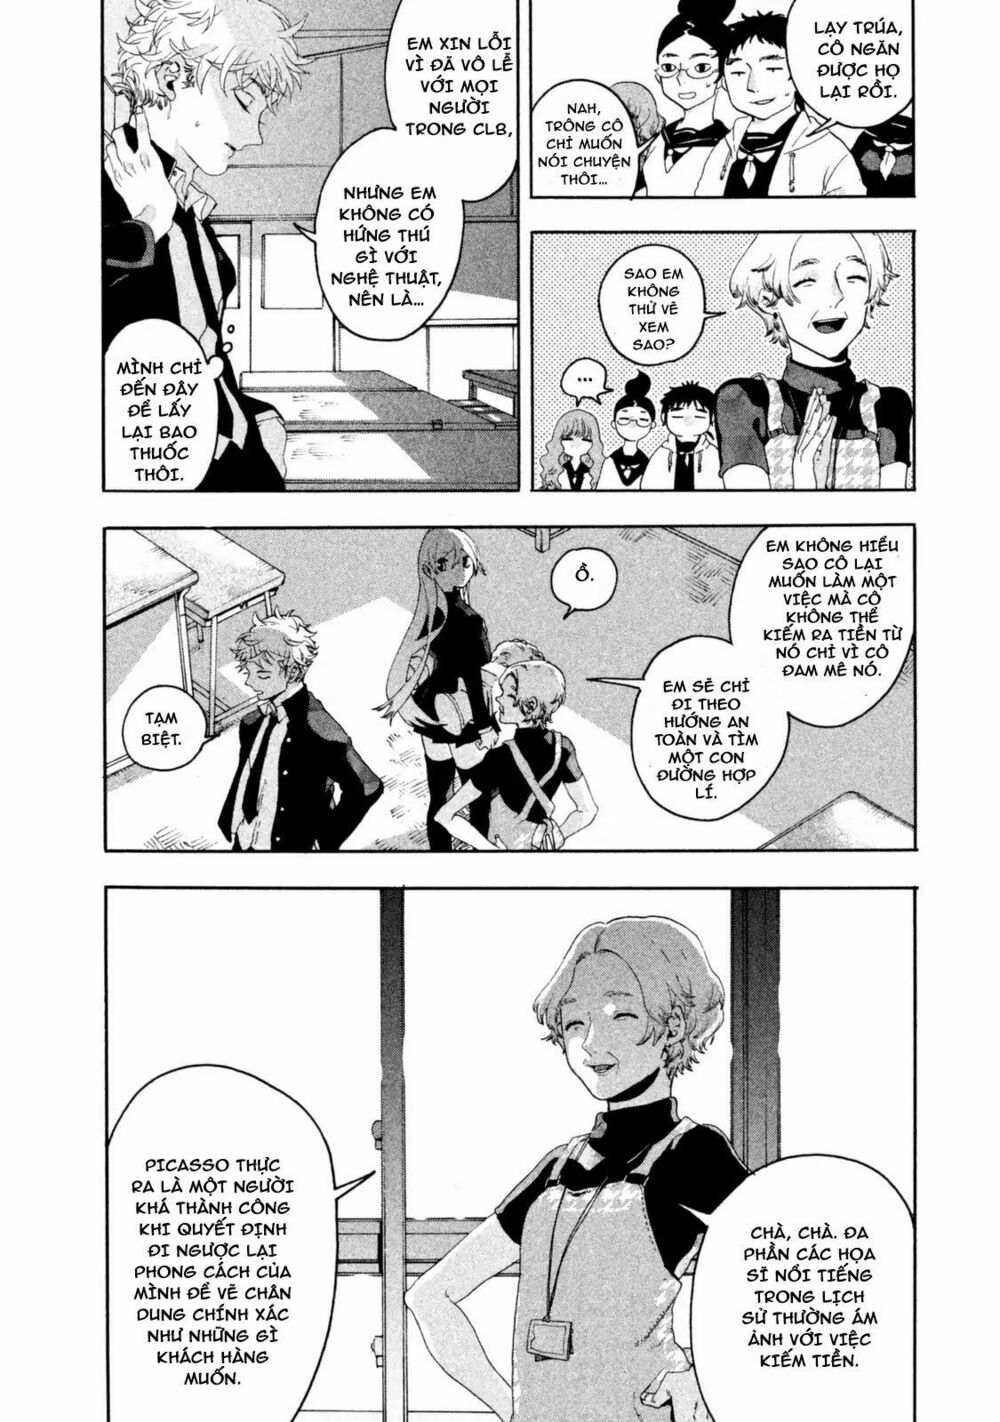 LẠY TRÚA,
CÔ NGĂN
ĐƯỢC HỌ
LẠI RỒI.
NAH,
TRÔNG CÔ
CHỈ MUỐN
NÓI CHUYỆN
THÔI...
EM XIN LỖI
VÌ ĐÃ VÔ LỄ
VỚI MỌI
NGƯỜI
TRONG CLB,
NHƯNG EM
KHÔNG CÓ
HỨNG THÚ
GÌ VỚI
NGHỆ THUẬT,
NÊN LÀ...
MÌNH CHỈ
ĐẾN ĐÂY
ĐỂ LẤY
LẠI BAO
THUỐC
THÔI.
SAO EM
KHÔNG
THỬ VẼ
XEM
SAO?
...
EM KHÔNG HIỂU
SAO CÔ LẠI
MUỐN LÀM MỘT
VIỆC MÀ CÔ
KHÔNG THỂ
KIẾM RA TIỀN TỪ
NÓ CHỈ VÌ CÔ
ĐAM MÊ NÓ.
EM SẼ CHỈ
ĐI THEO
HƯỚNG AN
TOÀN VÀ TÌM
MỘT CON
ĐƯỜNG HỢP
LÍ.
Ồ.
TẠM
BIỆT.
CHÀ, CHÀ. ĐA
PHẦN CÁC HỌA
SĨ NỔI TIẾNG
TRONG LỊCH
SỬ THƯỜNG ÁM
ẢNH VỚI VIỆC
KIẾM TIỀN.
PICASSO THỰC
RA LÀ MỘT NGƯỜI
KHÁ THÀNH CÔNG
KHI QUYẾT ĐỊNH
ĐI NGƯỢC LẠI
PHONG CÁCH CỦA
MÌNH ĐỂ VẼ CHÂN
DUNG CHÍNH XÁC
NHƯ NHỮNG GÌ
KHÁCH HÀNG
MUỐN.